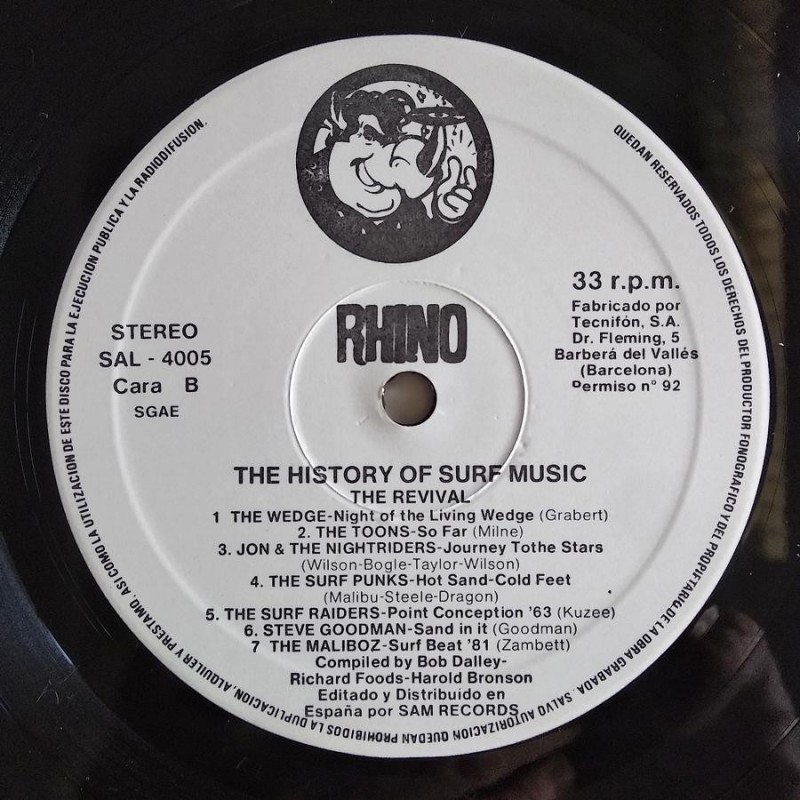 RHINO
STEREO
SAL - 4005
Cara B
SGAE
33 r.p.m.
Fabricado por
Tecnifón, S.A.
Dr. Fleming, 5
Barberá del Vallés
(Barcelona)
Permiso n° 92
THE HISTORY OF SURF MUSIC
THE REVIVAL
1 THE WEDGE-Night of the Living Wedge (Grabert)
2. THE TOONS-So Far (Milne)
3. JON & THE NIGHTRIDERS-Journey Tothe Stars
(Wilson-Bogle-Taylor-Wilson)
4. THE SURF PUNKS-Hot Sand-Cold Feet
(Malibu-Steele-Dragon)
5. THE SURF RAIDERS-Point Conception '63 (Kuzee)
6. STEVE GOODMAN-Sand in it (Goodman)
7 THE MALIBOZ-Surf Beat '81 (Zambett)
Compiled by Bob Dalley-
Richard Foods-Harold Bronson
Editado y Distribuido en
España por SAM RECORDS
QUEDAN RESERVADOS TODOS LOS DERECHOS DEL PRODUCTOR FONOGRAFICO Y DEL PROPIETARIO DE LA OBRA GRABADA. SALVO AUTORIZACION QUEDAN PROHIBIDOS LA DUPLICACION, ALQUILER Y PRESTAMO, ASI COMO LA UTILIZACION DE ESTE DISCO PARA LA EJECUCION PUBLICA Y LA RADIODIFUSION.